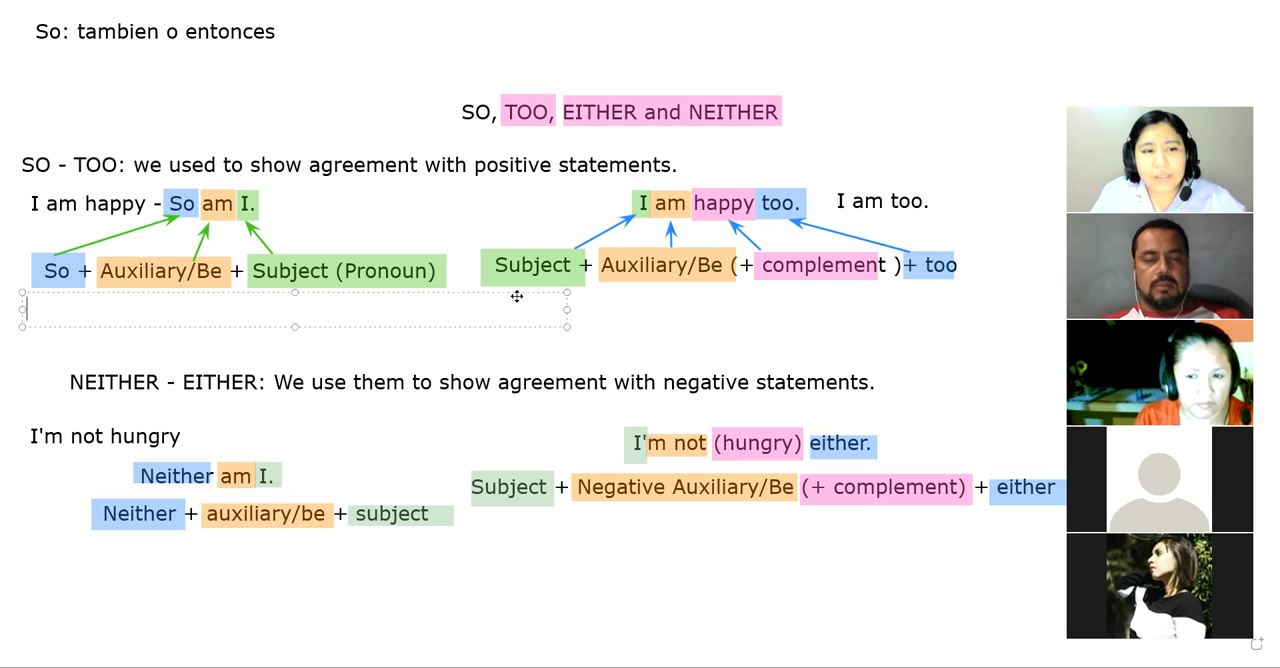 So: tambien o entonces
SO, TOO, EITHER and NEITHER
SO - TOO: we used to show agreement with positive statements.
I am happy - So am I.
I am happy too.
I am too.
So + Auxiliary/Be + Subject (Pronoun)
Subject + Auxiliary/Be (+ complement )+ too
NEITHER - EITHER: We use them to show agreement with negative statements.
I'm not hungry
I'm not (hungry) either.
Neither am I.
Subject + Negative Auxiliary/Be (+ complement) + either
Neither + auxiliary/be + subject